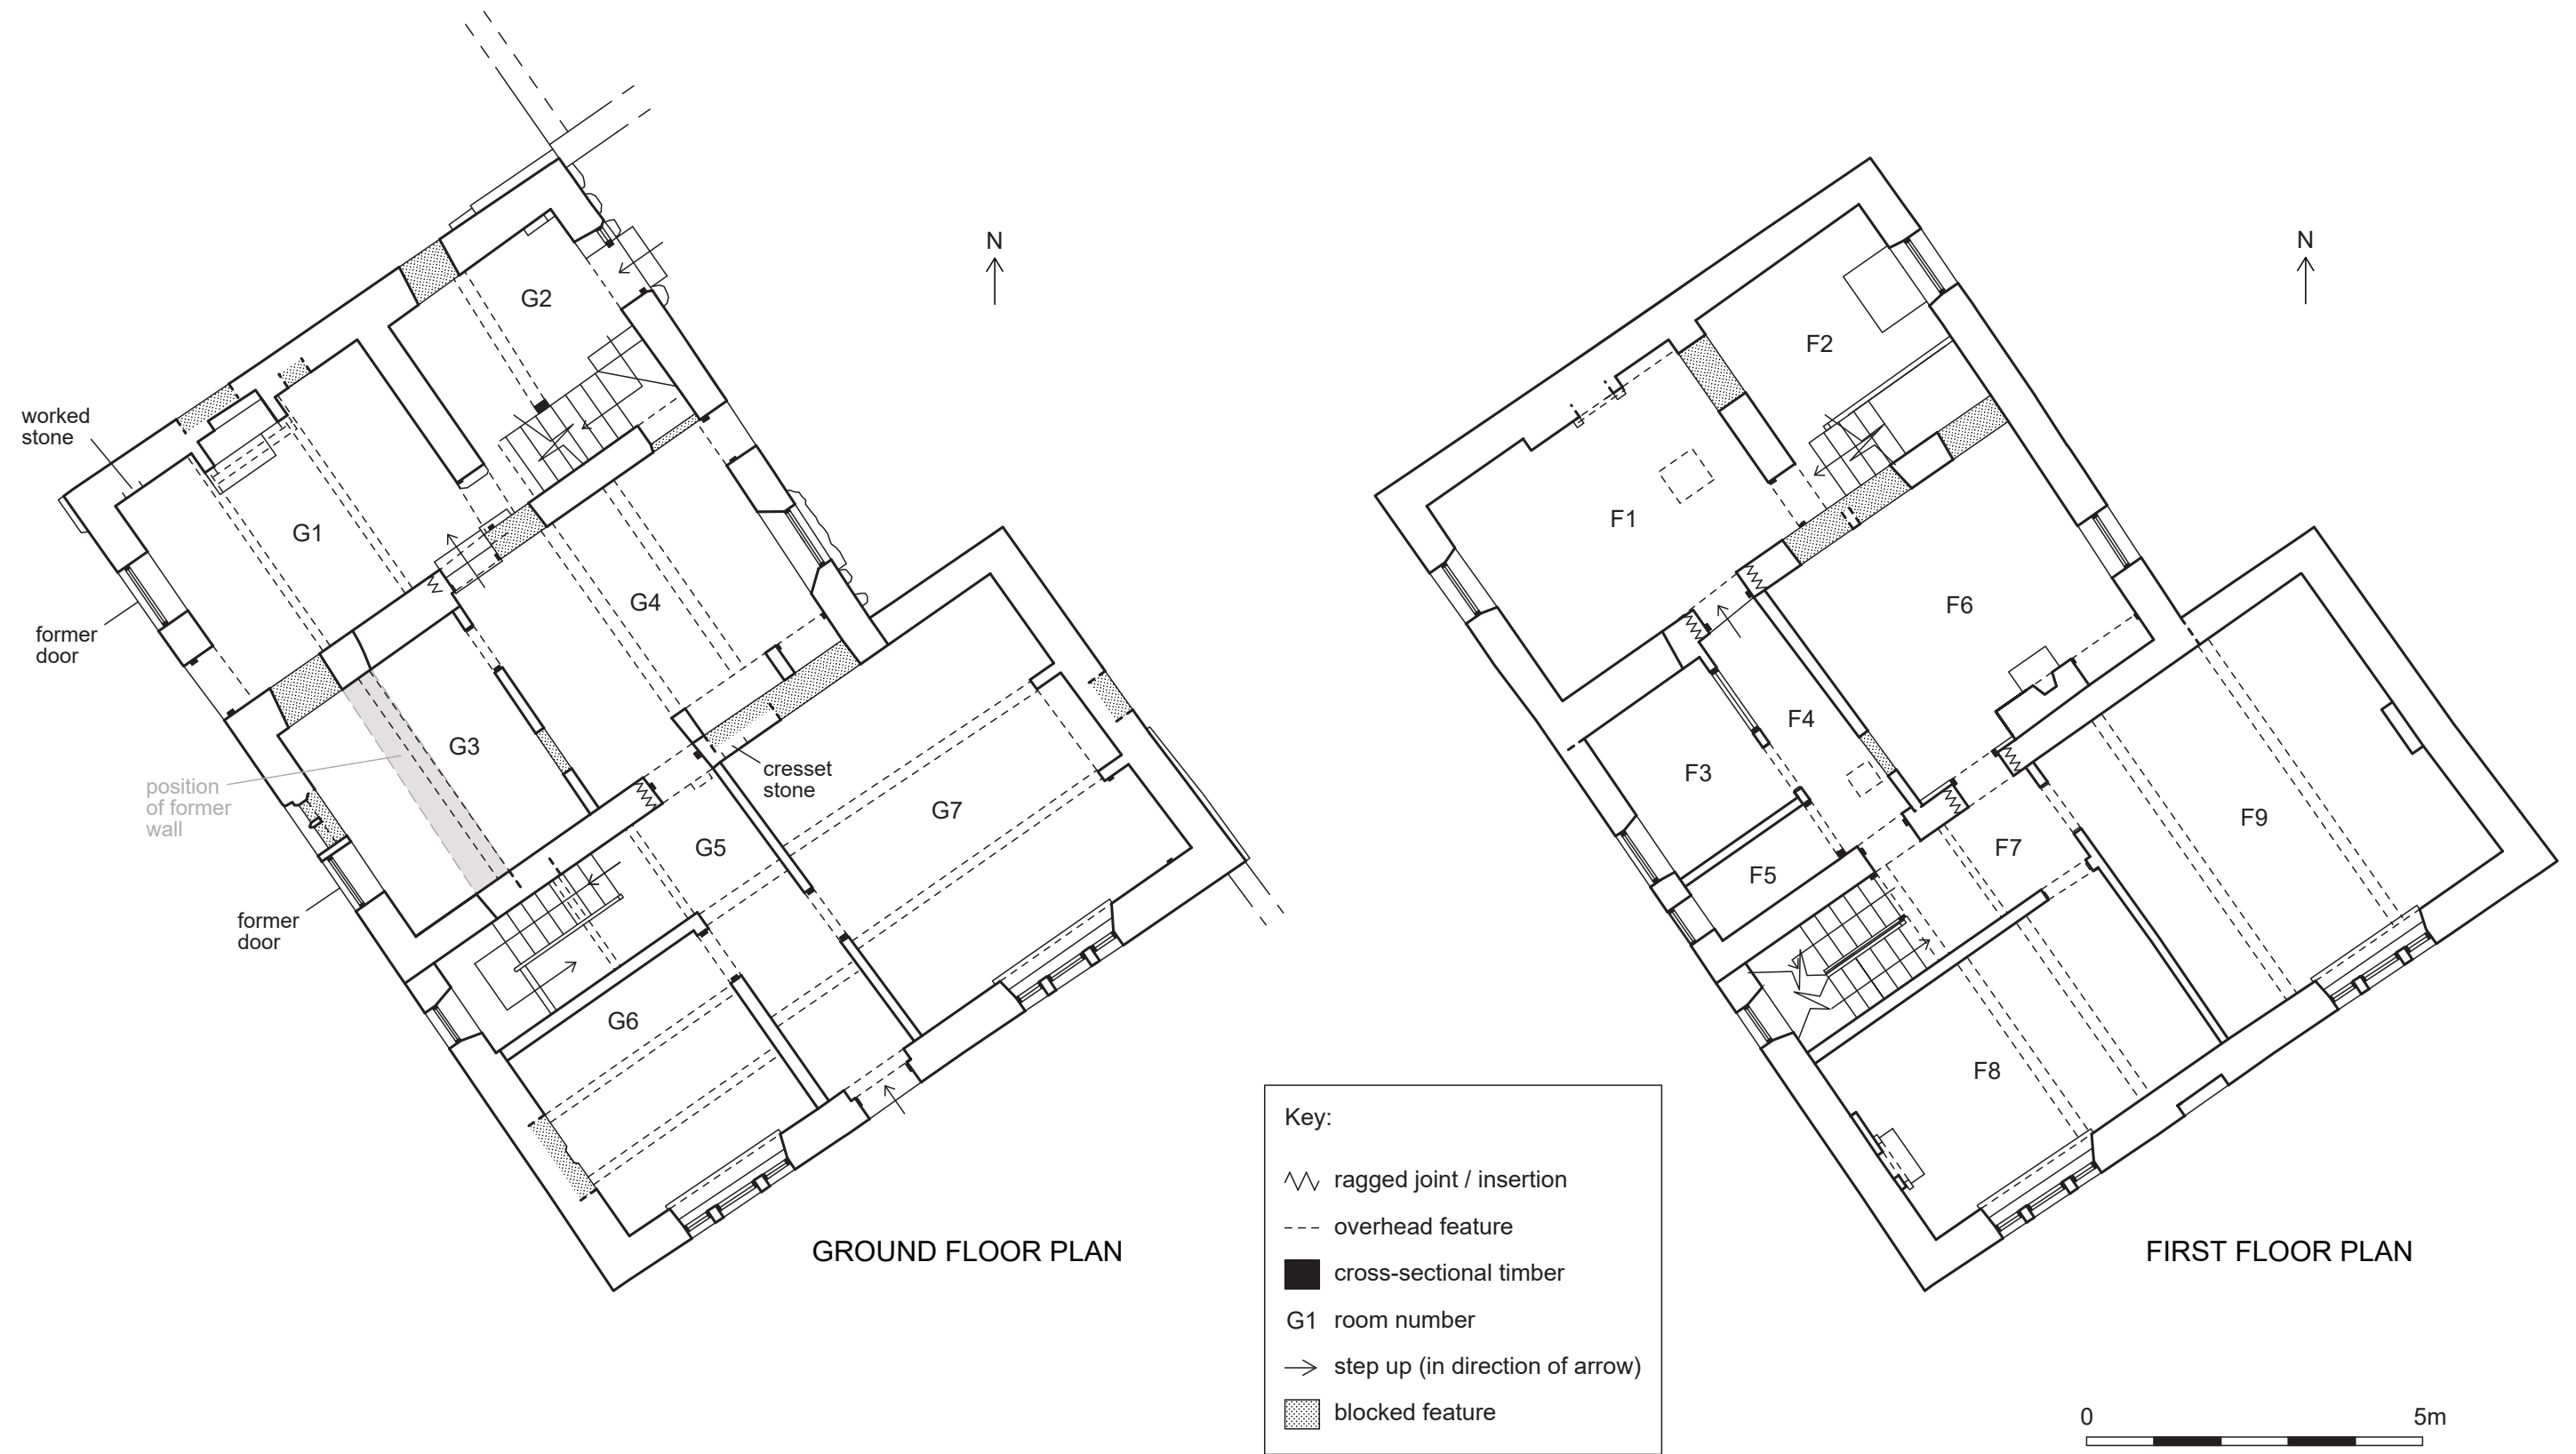 N
N
G2
F2
worked
stone
G1
F1
G4
F6
former
door
G3
F4
position
of former
wall
cresset
stone
F3
G7
F9
G5
F7
F5
former
door
G6
F8
GROUND FLOOR PLAN
FIRST FLOOR PLAN
Key:
ragged joint / insertion
overhead feature
cross-sectional timber
G1 room number
step up (in direction of arrow)
blocked feature
0 5m